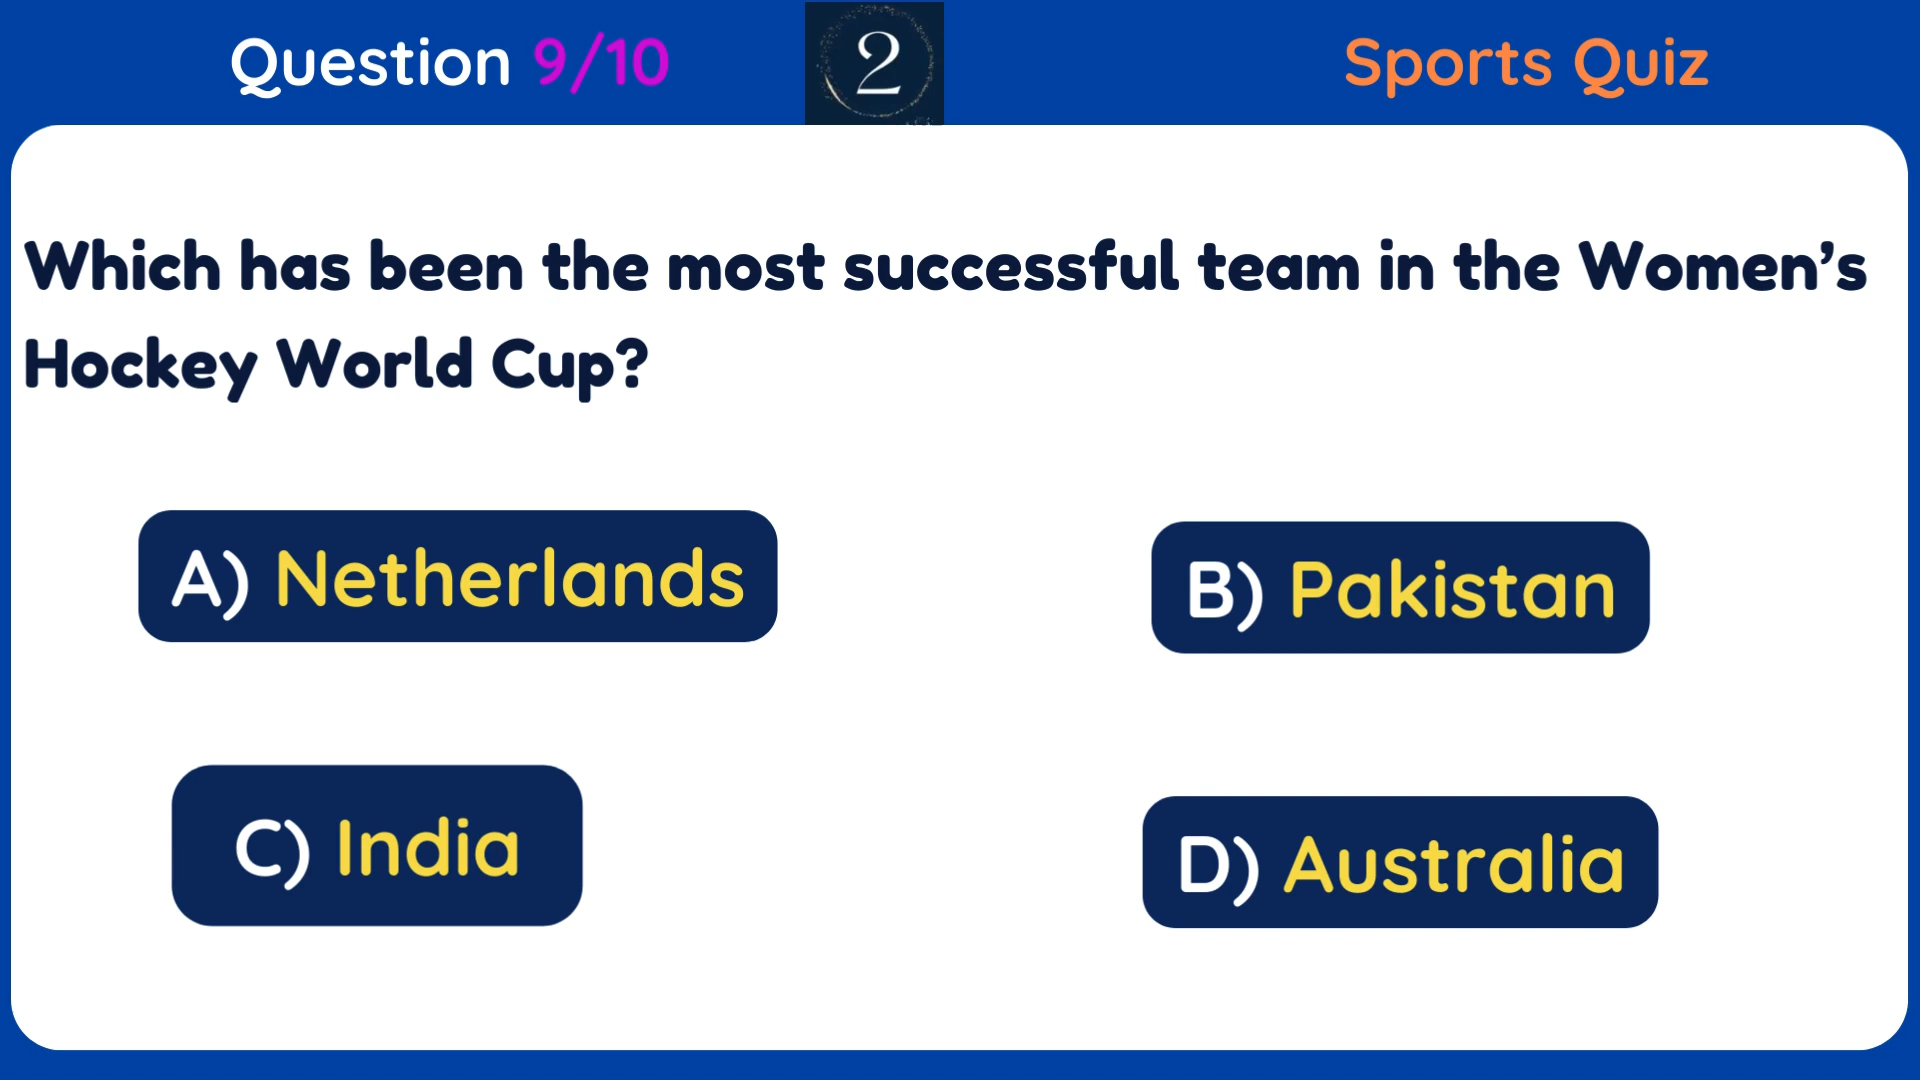 Question 9/10
2
Sports Quiz
Which has been the most successful team in the Women’s
Hockey World Cup?
A) Netherlands
B) Pakistan
C) India
D) Australia